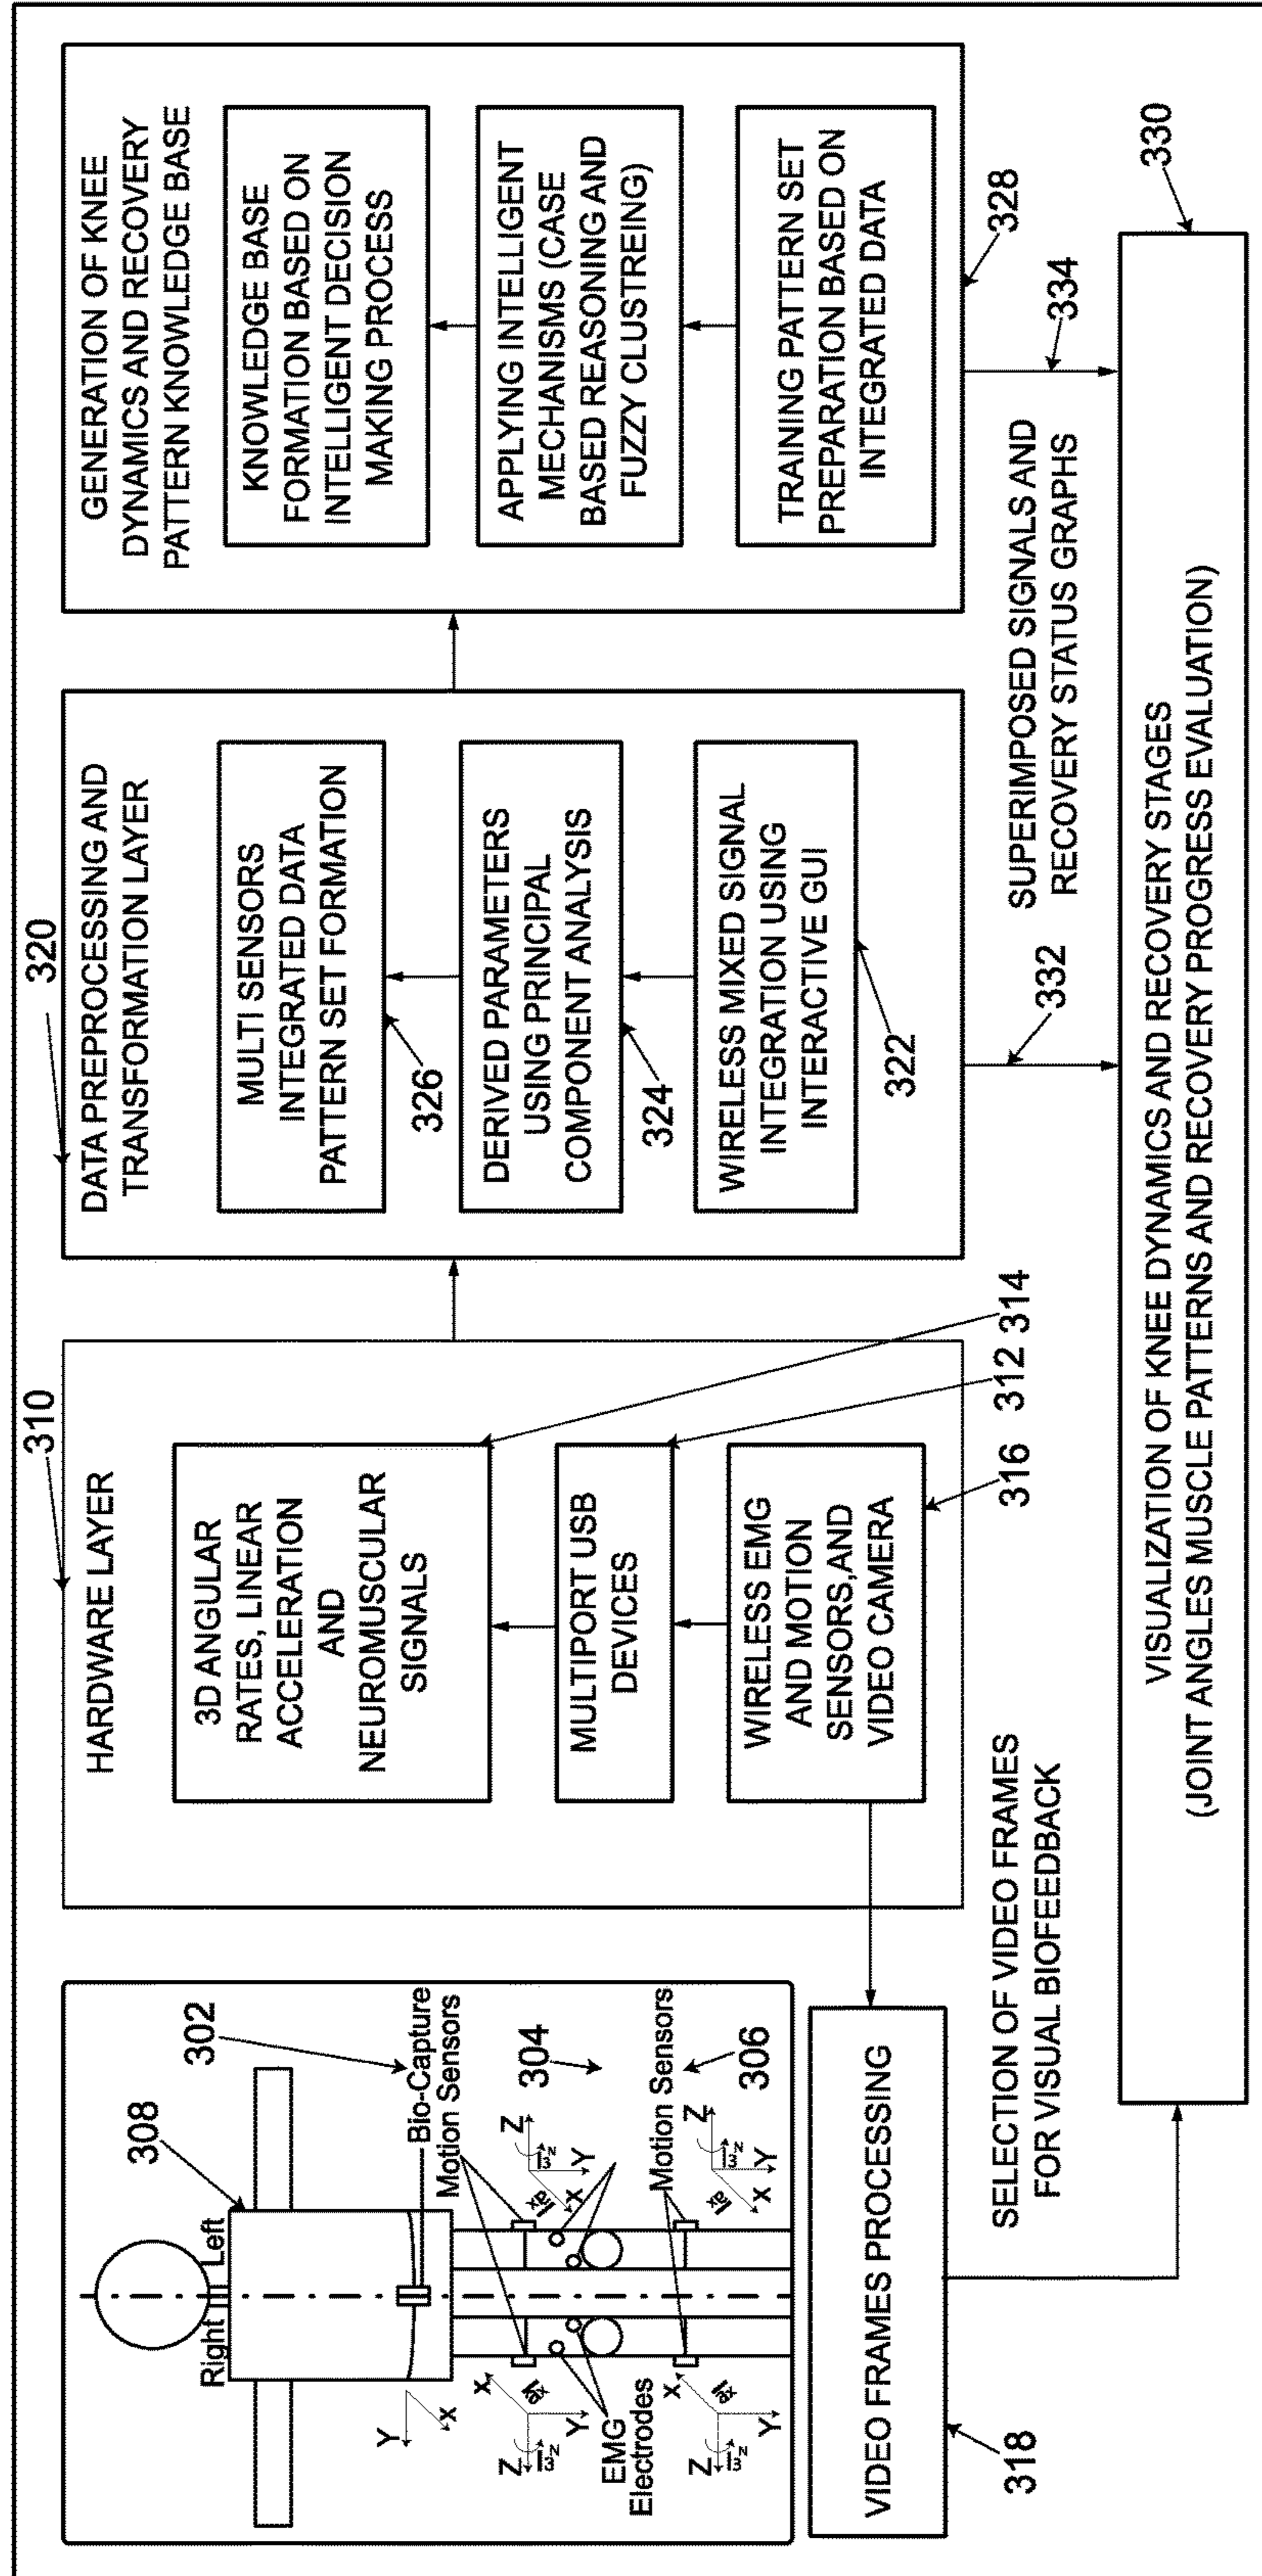 308
Right
Left
302
Bio-Capture
Motion Sensors
304
Motion Sensors
306
Y
X
X
Z
Y
X
Z
Y
EMG
Electrodes
Z
Y
X
Z
Y
X
VIDEO FRAMES PROCESSING
318
SELECTION OF VIDEO FRAMES
FOR VISUAL BIOFEEDBACK
310
HARDWARE LAYER
3D ANGULAR
RATES, LINEAR
ACCELERATION
AND
NEUROMUSCULAR
SIGNALS
MULTIPORT USB
DEVICES
WIRELESS EMG
AND MOTION
SENSORS,AND
VIDEO CAMERA
316
312
314
320
DATA PREPROCESSING AND
TRANSFORMATION LAYER
MULTI SENSORS
INTEGRATED DATA
PATTERN SET FORMATION
326
DERIVED PARAMETERS
USING PRINCIPAL
COMPONENT ANALYSIS
324
WIRELESS MIXED SIGNAL
INTEGRATION USING
INTERACTIVE GUI
322
332
SUPERIMPOSED SIGNALS AND
RECOVERY STATUS GRAPHS
334
GENERATION OF KNEE
DYNAMICS AND RECOVERY
PATTERN KNOWLEDGE BASE
KNOWLEDGE BASE
FORMATION BASED ON
INTELLIGENT DECISION
MAKING PROCESS
APPLYING INTELLIGENT
MECHANISMS (CASE
BASED REASONING AND
FUZZY CLUSTREING)
TRAINING PATTERN SET
PREPARATION BASED ON
INTEGRATED DATA
328
330
VISUALIZATION OF KNEE DYNAMICS AND RECOVERY STAGES
(JOINT ANGLES MUSCLE PATTERNS AND RECOVERY PROGRESS EVALUATION)